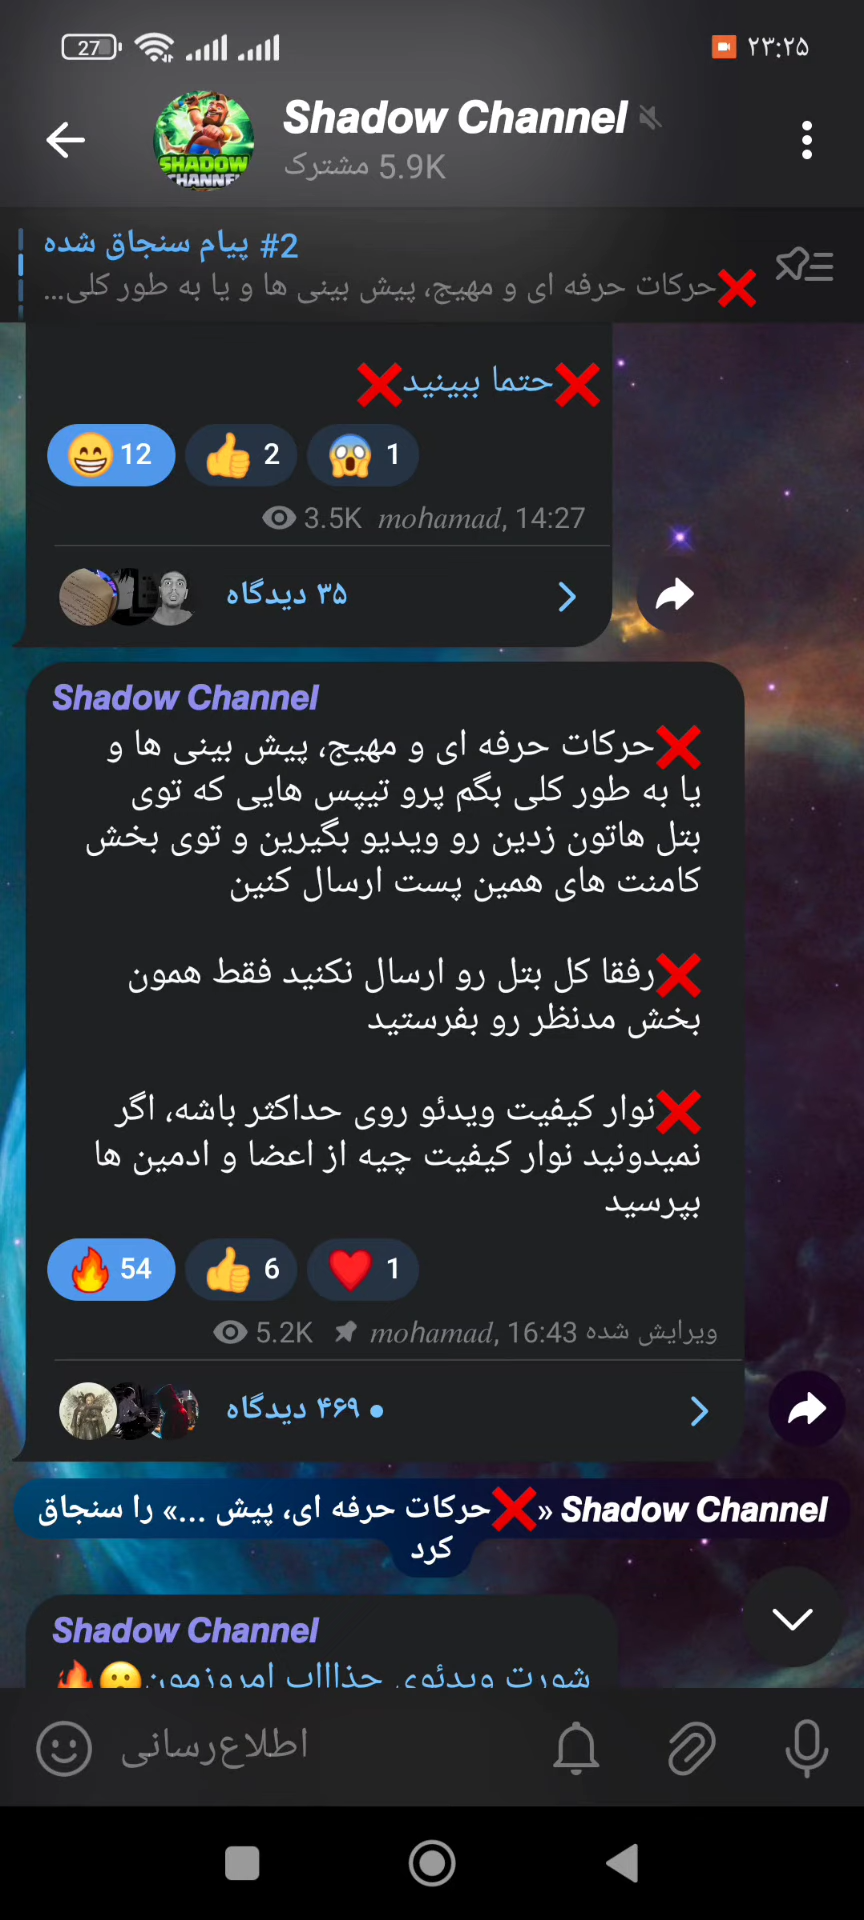 27
۲۳:۲۵
Shadow Channel
5.9K مشترک
SHADOW
CHANNEL
پیام سنجاق شده #2
❌حرکات حرفه ای و مهیج، پیش بینی ها و یا به طور کلی...
❌حتما ببینید❌
😁 12 👍 2 😱 1
3.5K mohamad, 14:27
۳۵ دیدگاه
Shadow Channel
❌حرکات حرفه ای و مهیج، پیش بینی ها و
یا به طور کلی بگم پرو تیپس هایی که توی
بتل هاتون زدین رو ویدیو بگیرین و توی بخش
کامنت های همین پست ارسال کنین
❌رفقا کل بتل رو ارسال نکنید فقط همون
بخش مدنظر رو بفرستید
❌نوار کیفیت ویدئو روی حداکثر باشه، اگر
نمیدونید نوار کیفیت چیه از اعضا و ادمین ها
بپرسید
🔥 54 👍 6 ❤️ 1
5.2K mohamad, 16:43 ویرایش شده
۴۶۹ دیدگاه
Shadow Channel «❌حرکات حرفه ای، پیش ...» را سنجاق
کرد
Shadow Channel
شورت ویدئوی جذاااب امروزمون🙂🔥
اطلاع‌رسانی